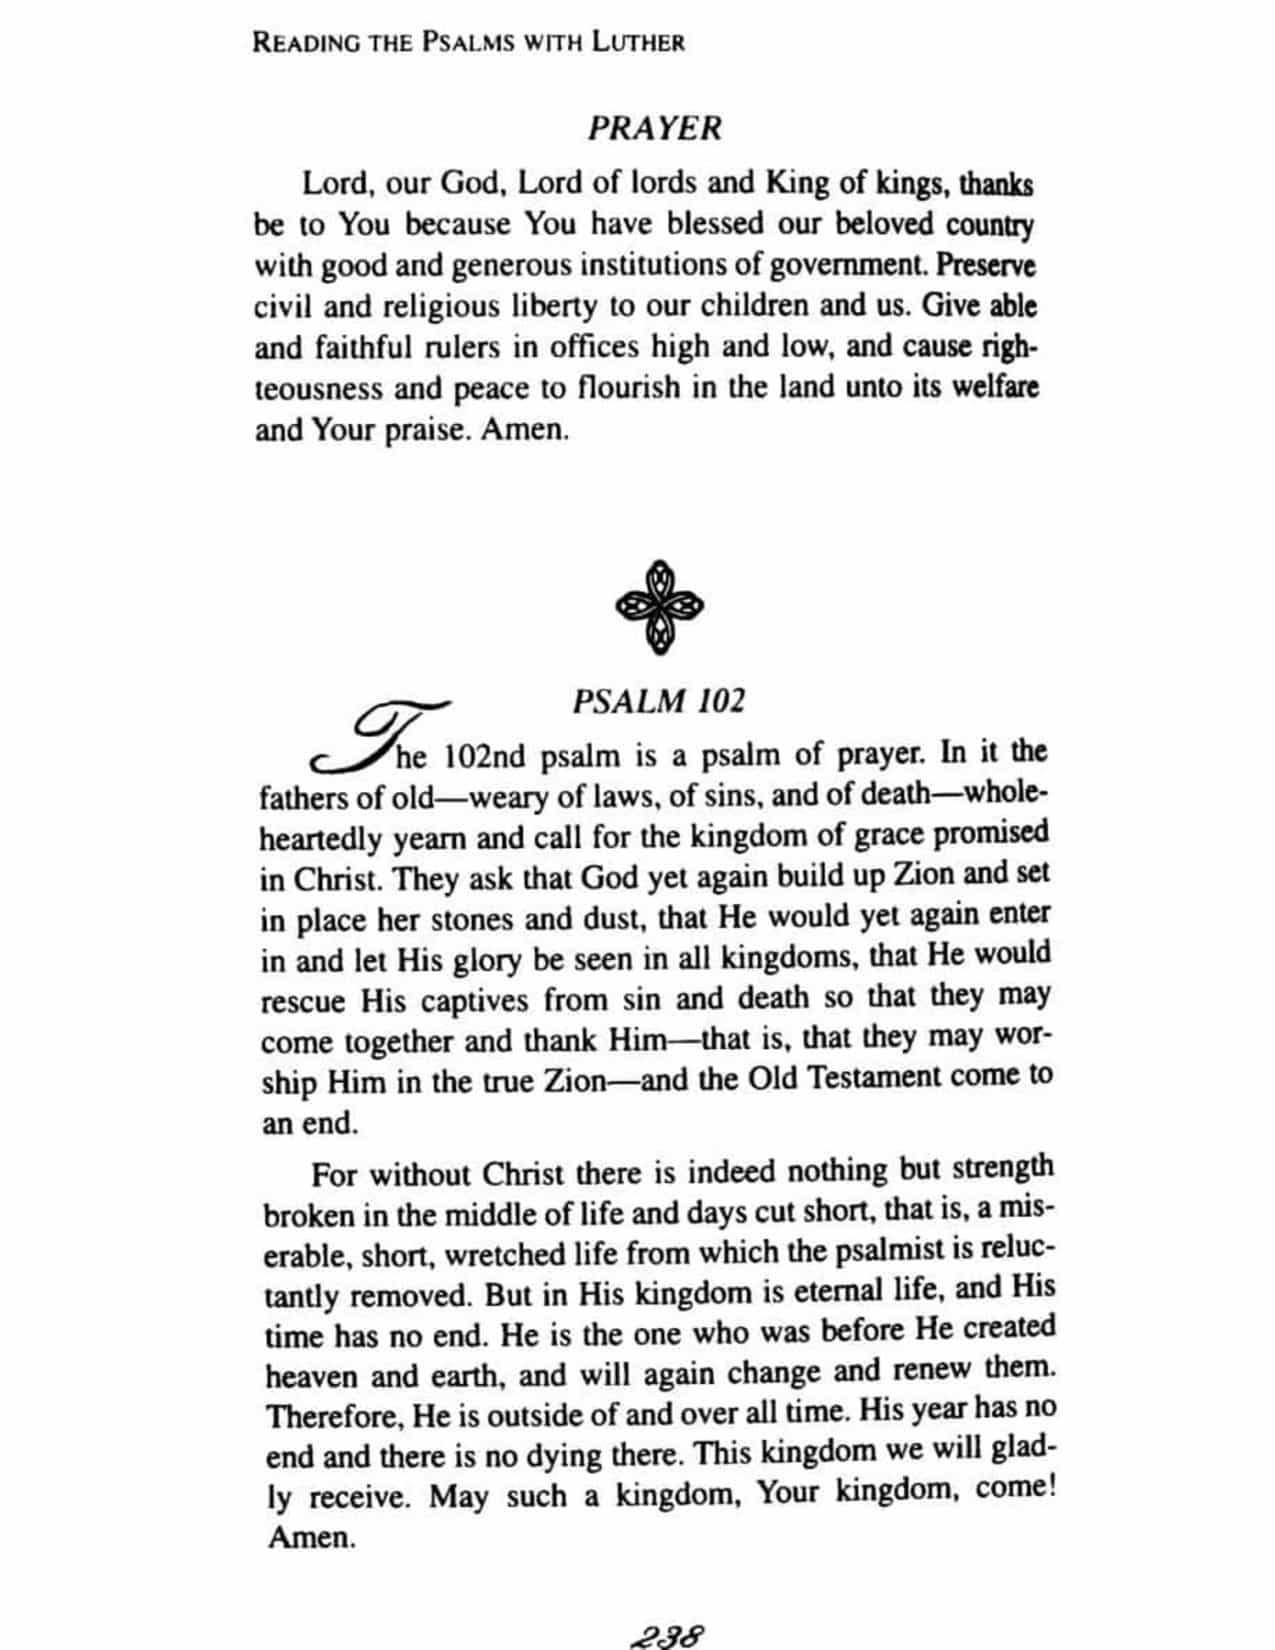 READING THE PSALMS WITH LUTHER
PRAYER
Lord, our God, Lord of lords and King of kings, thanks
be to You because You have blessed our beloved country
with good and generous institutions of government. Preserve
civil and religious liberty to our children and us. Give able
and faithful rulers in offices high and low, and cause righ-
teousness and peace to flourish in the land unto its welfare
and Your praise. Amen.
PSALM 102
The 102nd psalm is a psalm of prayer. In it the
fathers of old—weary of laws, of sins, and of death—whole-
heartedly yearn and call for the kingdom of grace promised
in Christ. They ask that God yet again build up Zion and set
in place her stones and dust, that He would yet again enter
in and let His glory be seen in all kingdoms, that He would
rescue His captives from sin and death so that they may
come together and thank Him—that is, that they may wor-
ship Him in the true Zion—and the Old Testament come to
an end.
For without Christ there is indeed nothing but strength
broken in the middle of life and days cut short, that is, a mis-
erable, short, wretched life from which the psalmist is reluc-
tantly removed. But in His kingdom is eternal life, and His
time has no end. He is the one who was before He created
heaven and earth, and will again change and renew them.
Therefore, He is outside of and over all time. His year has no
end and there is no dying there. This kingdom we will glad-
ly receive. May such a kingdom, Your kingdom, come!
Amen.
238